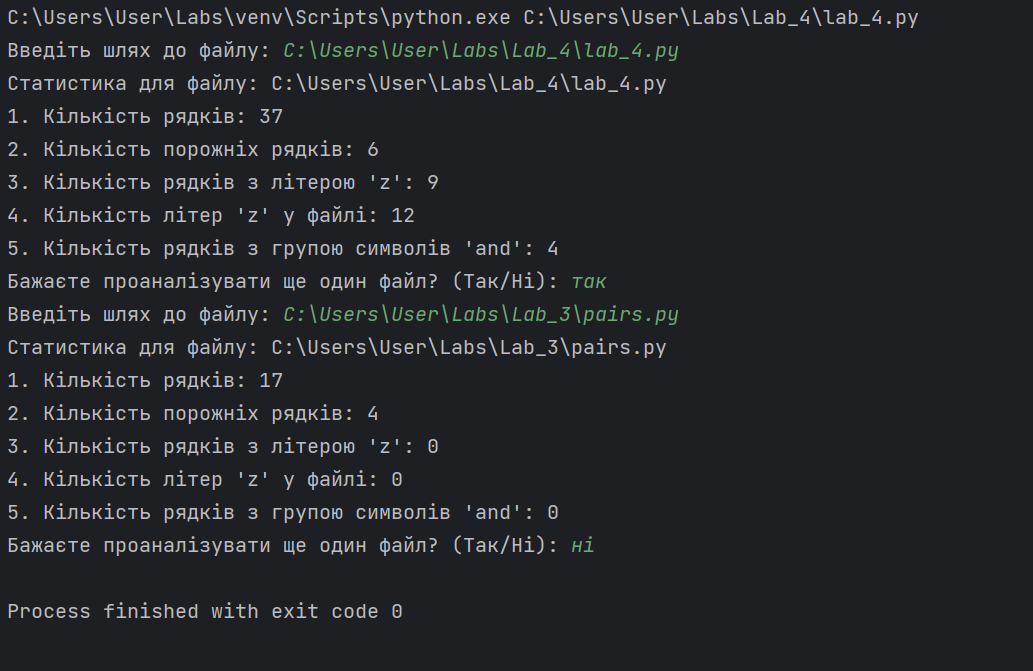 C:\Users\User\Labs\venv\Scripts\python.exe C:\Users\User\Labs\Lab_4\lab_4.py
Введіть шлях до файлу: C:\Users\User\Labs\Lab_4\lab_4.py
Статистика для файлу: C:\Users\User\Labs\Lab_4\lab_4.py
1. Кількість рядків: 37
2. Кількість порожніх рядків: 6
3. Кількість рядків з літерою 'z': 9
4. Кількість літер 'z' у файлі: 12
5. Кількість рядків з групою символів 'and': 4
Бажаєте проаналізувати ще один файл? (Так/Ні): так
Введіть шлях до файлу: C:\Users\User\Labs\Lab_3\pairs.py
Статистика для файлу: C:\Users\User\Labs\Lab_3\pairs.py
1. Кількість рядків: 17
2. Кількість порожніх рядків: 4
3. Кількість рядків з літерою 'z': 0
4. Кількість літер 'z' у файлі: 0
5. Кількість рядків з групою символів 'and': 0
Бажаєте проаналізувати ще один файл? (Так/Ні): ні
Process finished with exit code 0